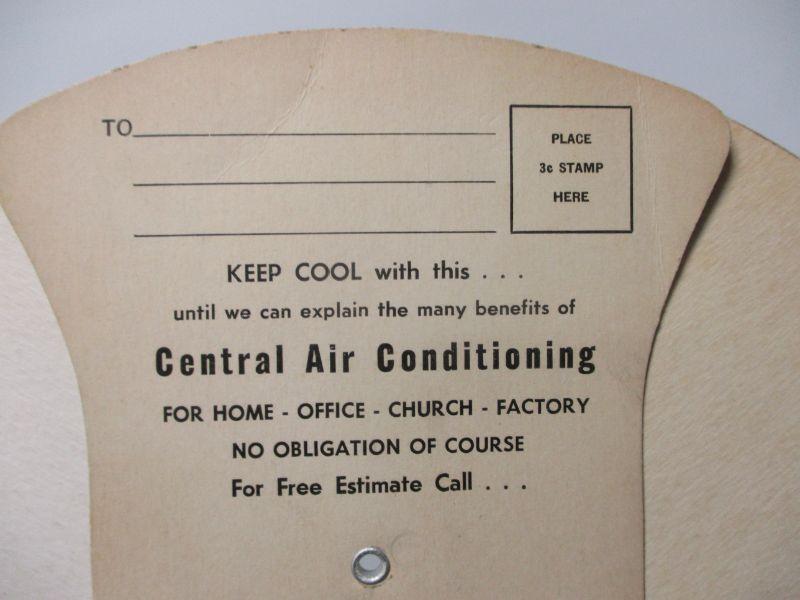 TO
PLACE
3¢ STAMP
HERE
KEEP COOL with this . . .
until we can explain the many benefits of
Central Air Conditioning
FOR HOME - OFFICE - CHURCH - FACTORY
NO OBLIGATION OF COURSE
For Free Estimate Call . . .